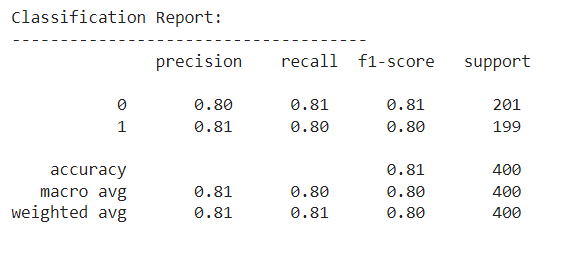 Classification Report:
-------------------------------------
precision recall f1-score support
0 0.80 0.81 0.81 201
1 0.81 0.80 0.80 199
accuracy 0.81 400
macro avg 0.81 0.80 0.80 400
weighted avg 0.81 0.81 0.80 400